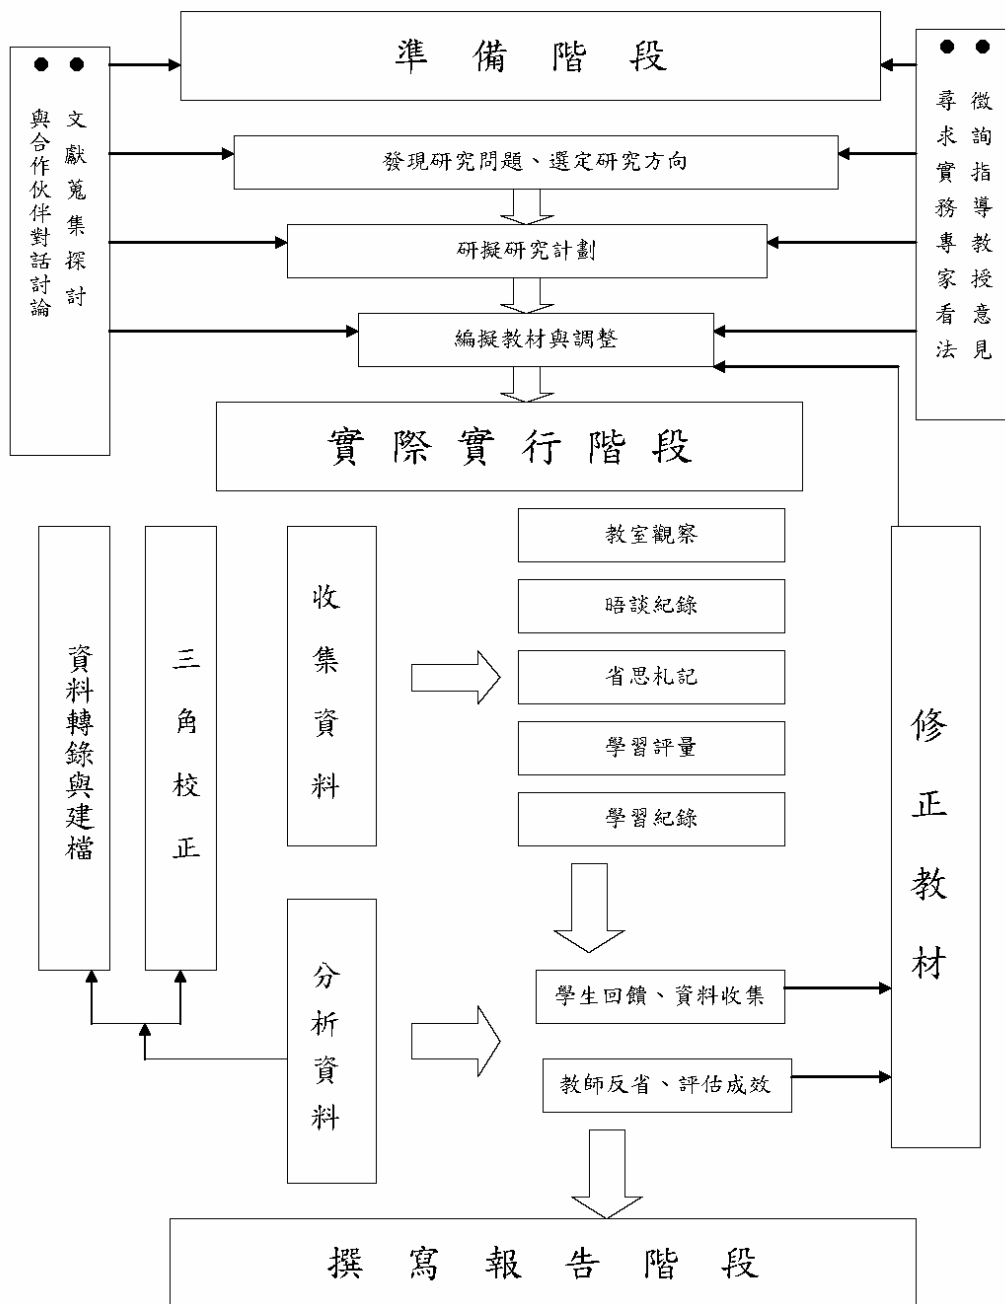 準備階段
● 文獻蒐集探討
● 與合作伙伴對話討論
● 徵詢指導教授意見
● 尋求實務專家看法
發現研究問題、選定研究方向
研擬研究計劃
編擬教材與調整
實際實行階段
資料轉錄與建檔
三角校正
收集資料
教室觀察
晤談紀錄
省思札記
學習評量
學習紀錄
修正教材
分析資料
學生回饋、資料收集
教師反省、評估成效
撰寫報告階段